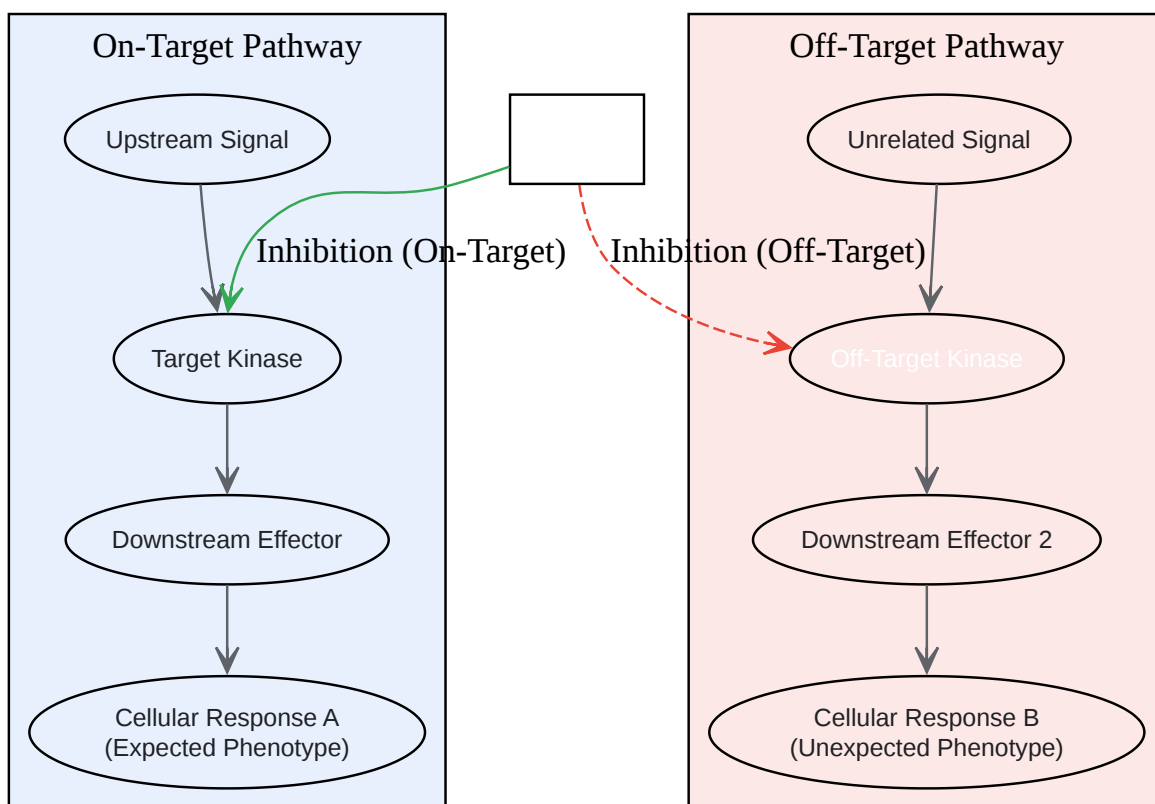 On-Target Pathway
Off-Target Pathway
Upstream Signal
Unrelated Signal
Inhibition (On-Target)
Inhibition (Off-Target)
Target Kinase
Off-Target Kinase
Downstream Effector
Downstream Effector 2
Cellular Response A
(Expected Phenotype)
Cellular Response B
(Unexpected Phenotype)